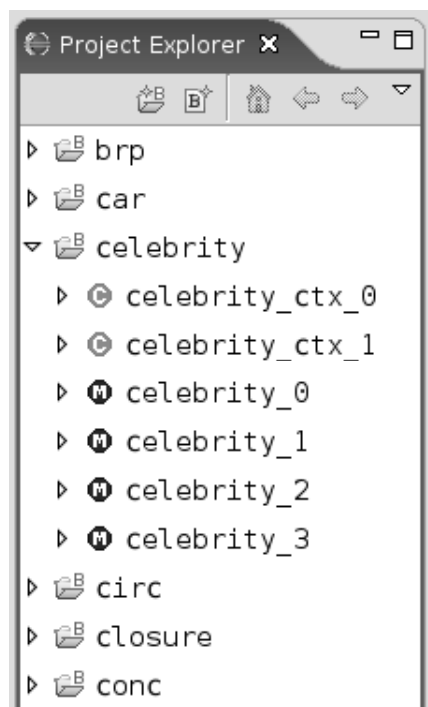 Project Explorer
brp
car
celebrity
celebrity_ctx_0
celebrity_ctx_1
celebrity_0
celebrity_1
celebrity_2
celebrity_3
circ
closure
conc